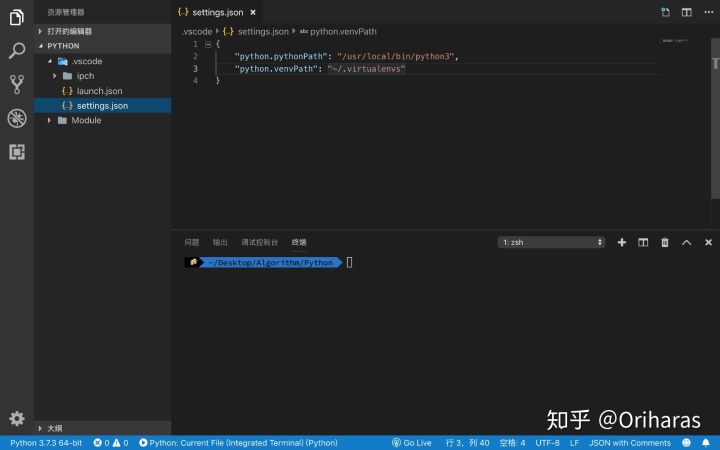 资源管理器
打开的编辑器
PYTHON
.vscode
ipch
launch.json
settings.json
Module
大纲
settings.json
.vscode settings.json python.venvPath
1 {
2 "python.pythonPath": "/usr/local/bin/python3",
3 "python.venvPath": "~/.virtualenvs"
4 }
问题 输出 调试控制台 终端 1: zsh
~/Desktop/Algorithm/Python
知乎 @Oriharas
Python 3.7.3 64-bit 0 0 Python: Current File (Integrated Terminal) (Python) Go Live 行 3，列 40 空格: 4 UTF-8 LF JSON with Comments